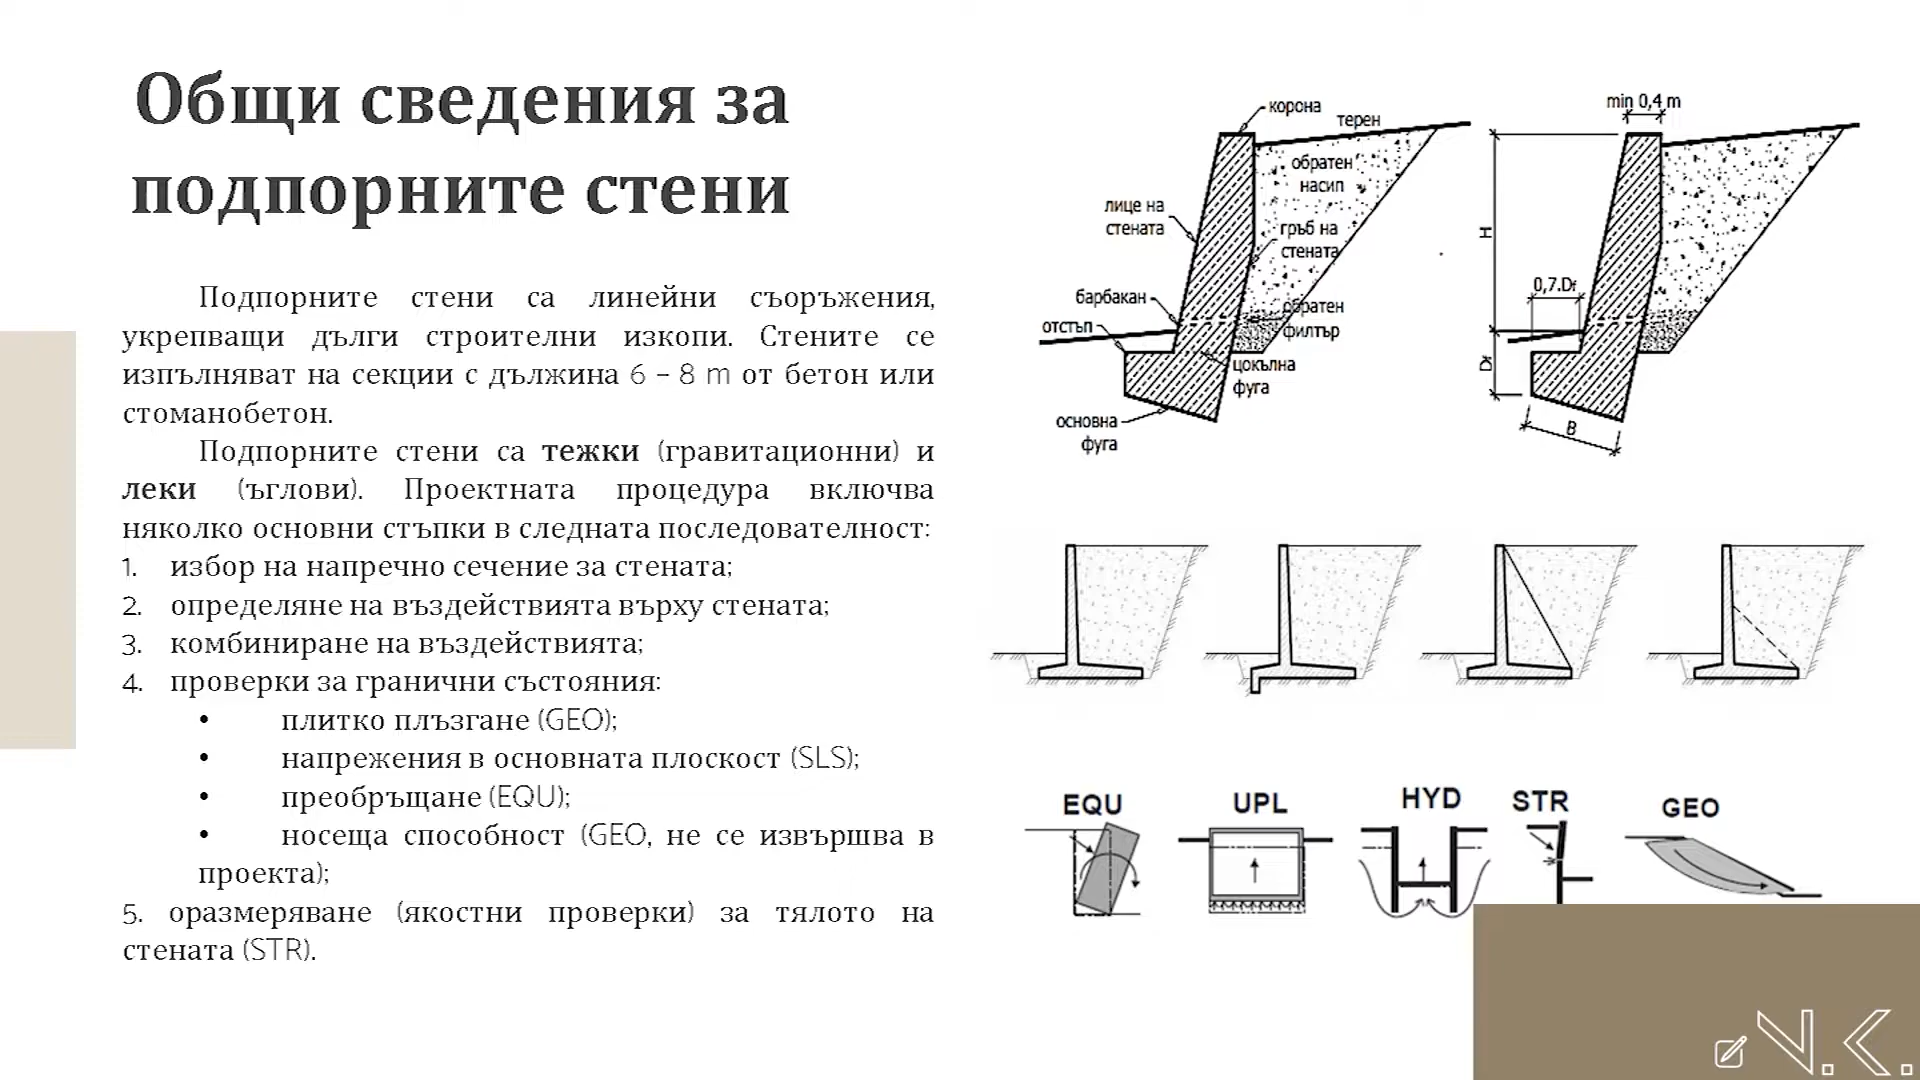 Общи сведения за
подпорните стени
Подпорните стени са линейни съоръжения,
укрепващи дълги строителни изкопи. Стените се
изпълняват на секции с дължина 6 – 8 m от бетон или
стоманобетон.
Подпорните стени са тежки (гравитационни) и
леки (ъглови). Проектната процедура включва
няколко основни стъпки в следната последователност:
1. избор на напречно сечение за стената;
2. определяне на въздействията върху стената;
3. комбиниране на въздействията;
4. проверки за гранични състояния:
• плитко плъзгане (GEO);
• напрежения в основната плоскост (SLS);
• преобръщане (EQU);
• носеща способност (GEO, не се извършва в
проекта);
5. оразмеряване (якостни проверки) за тялото на
стената (STR).
корона
терен
обратен
насип
лице на
стената
гръб на
стената
барбакан
отстъп
обратен
филтър
цокълна
фуга
основна
фуга
min 0,4 m
H
0,7.Df
Df
B
EQU
UPL
HYD
STR
GEO
V.K.